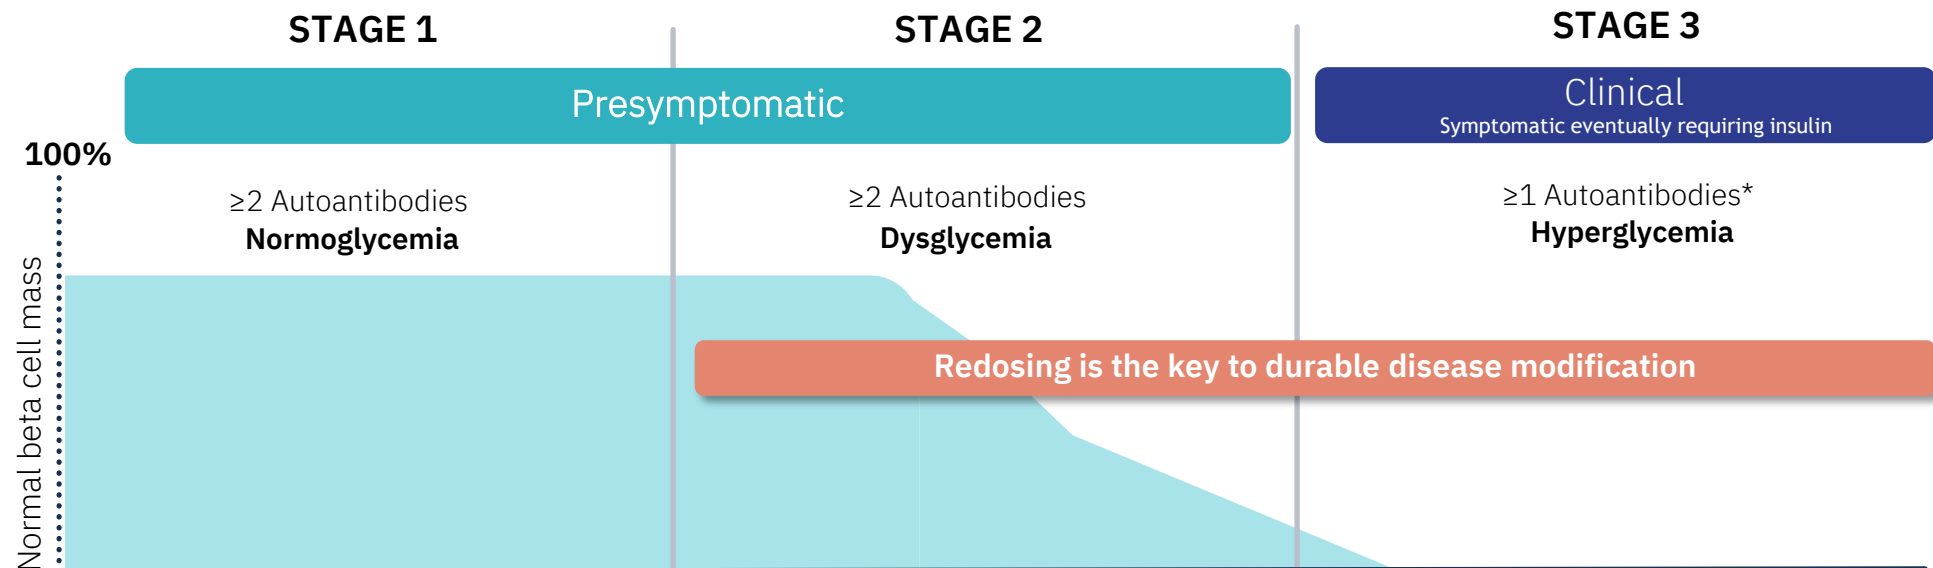 STAGE 1
STAGE 2
STAGE 3
Presymptomatic
Clinical
Symptomatic eventually requiring insulin
100%
≥2 Autoantibodies
Normoglycemia
≥2 Autoantibodies
Dysglycemia
≥1 Autoantibodies*
Hyperglycemia
Redosing is the key to durable disease modification
Normal beta cell mass